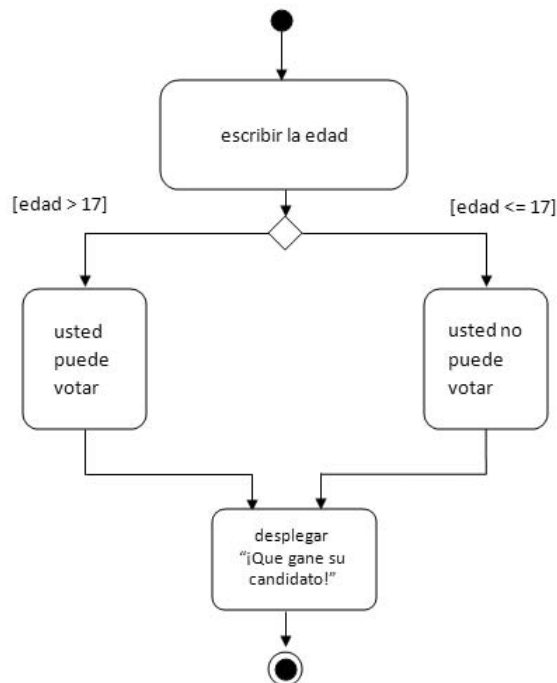 escribir la edad
[edad > 17]
[edad <= 17]
usted
puede
votar
usted no
puede
votar
desplegar
“¡Que gane su
candidato!”